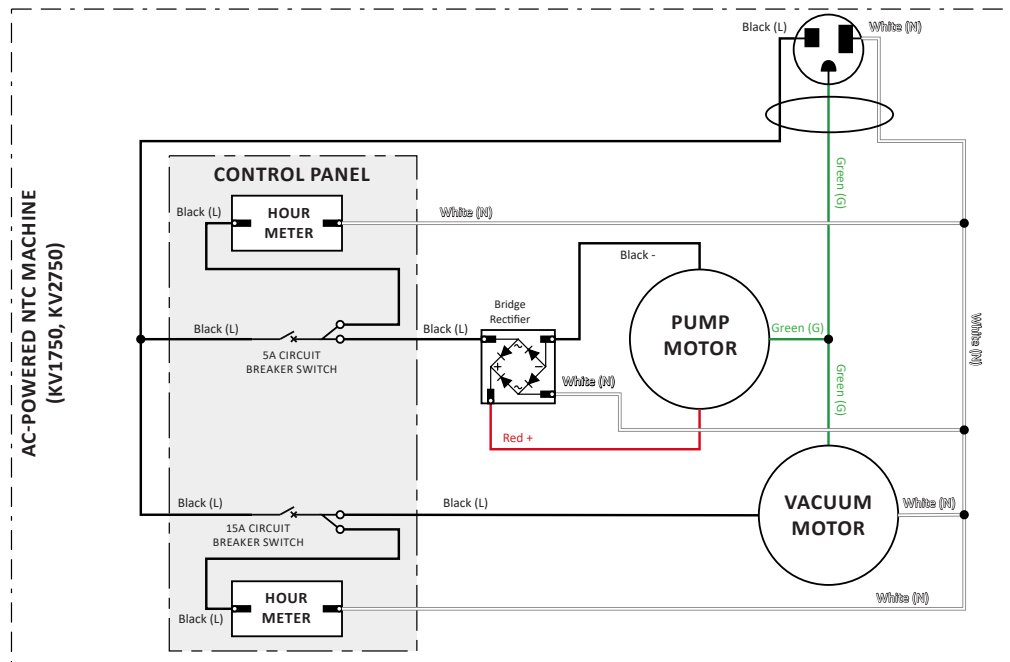 Black (L)
White (N)
CONTROL PANEL
Black (L)
HOUR
METER
White (N)
Green (G)
AC-POWERED NTC MACHINE
(KV1750, KV2750)
Black -
Bridge
Rectifier
Black (L)
Black (L)
5A CIRCUIT
BREAKER SWITCH
PUMP
MOTOR
Green (G)
White (N)
+
~
-
~
White (N)
Green (G)
Red +
Black (L)
Black (L)
15A CIRCUIT
BREAKER SWITCH
VACUUM
MOTOR
White (N)
HOUR
METER
Black (L)
White (N)